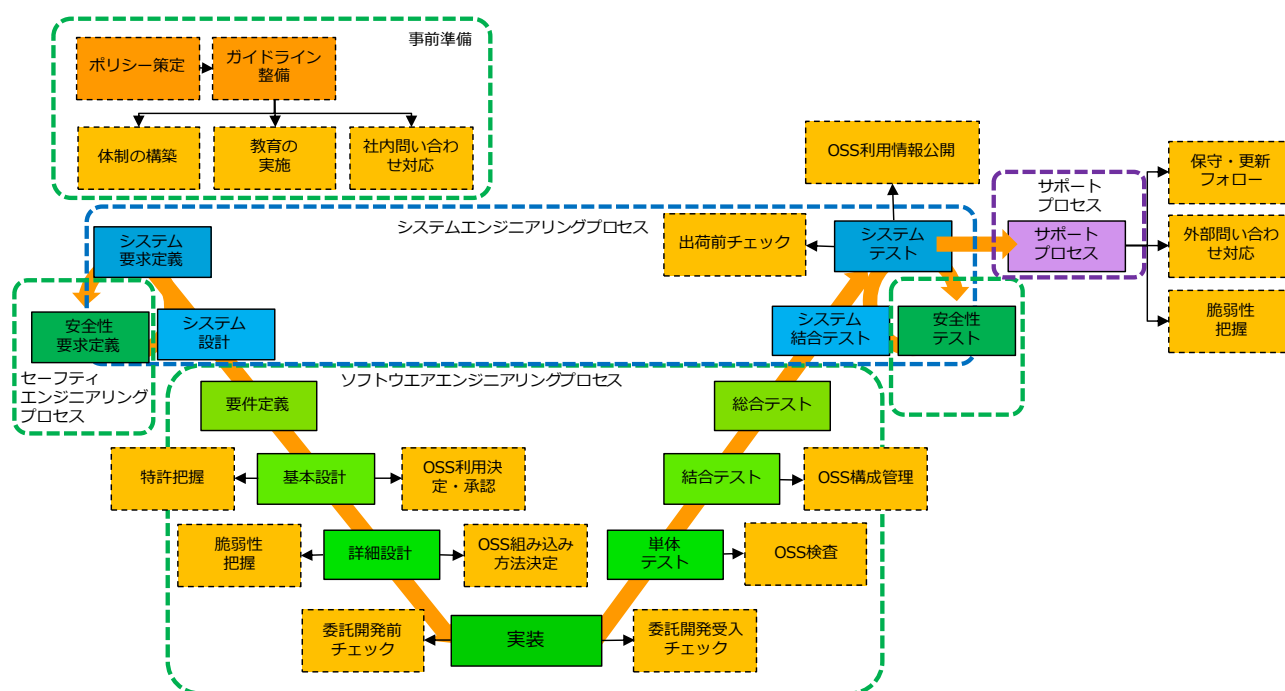 事前準備
ポリシー策定
ガイドライン
整備
体制の構築
教育の
実施
社内問い合わ
せ対応
OSS利用情報公開
保守・更新
フォロー
サポート
プロセス
システムエンジニアリングプロセス
システム
要求定義
出荷前チェック
システム
テスト
サポート
プロセス
外部問い合わ
せ対応
安全性
要求定義
システム
設計
システム
結合テスト
安全性
テスト
脆弱性
把握
セーフティ
エンジニアリング
プロセス
ソフトウエアエンジニアリングプロセス
要件定義
総合テスト
特許把握
基本設計
OSS利用決
定・承認
結合テスト
OSS構成管理
脆弱性
把握
詳細設計
OSS組み込み
方法決定
単体
テスト
OSS検査
委託開発前
チェック
実装
委託開発受入
チェック